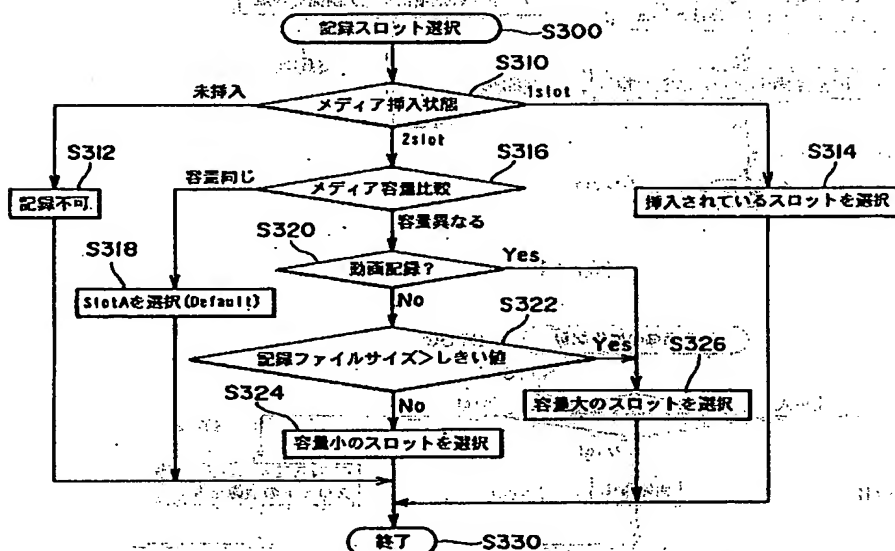 記録スロット選択
S300
S310
未挿入
メディア挿入状態
1slot
2slot
S312
S316
S314
容量同じ
メディア容量比較
記録不可
挿入されているスロットを選択
容量異なる
S318
S320
動画記録？
Yes
SlotAを選択(Default)
No
S322
記録ファイルサイズ>しきい値
Yes
S326
S324
No
容量大のスロットを選択
容量小のスロットを選択
終了
S330